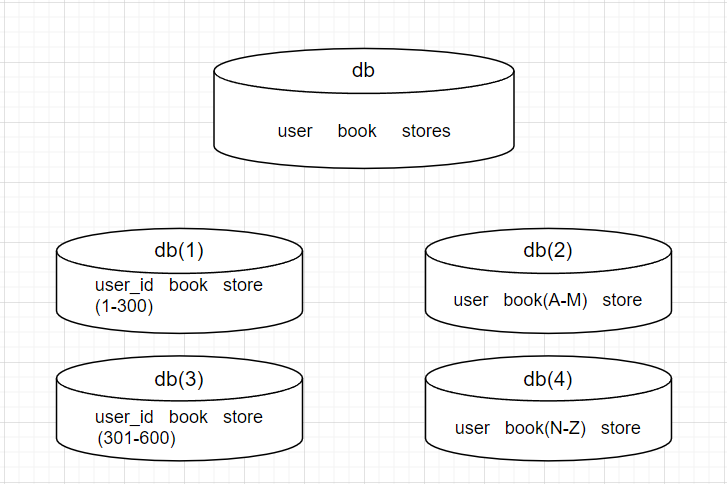 db
user book stores
db(1)
user_id book store
(1-300)
db(2)
user book(A-M) store
db(3)
user_id book store
(301-600)
db(4)
user book(N-Z) store